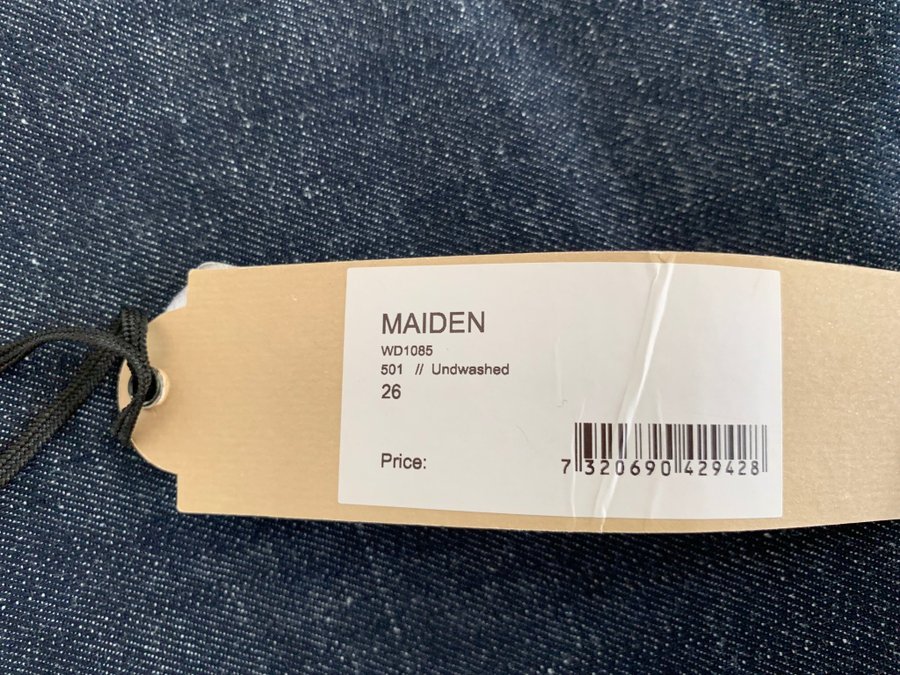 MAIDEN
WD1085
501 // Undwashed
26
Price:
7 320690 429428